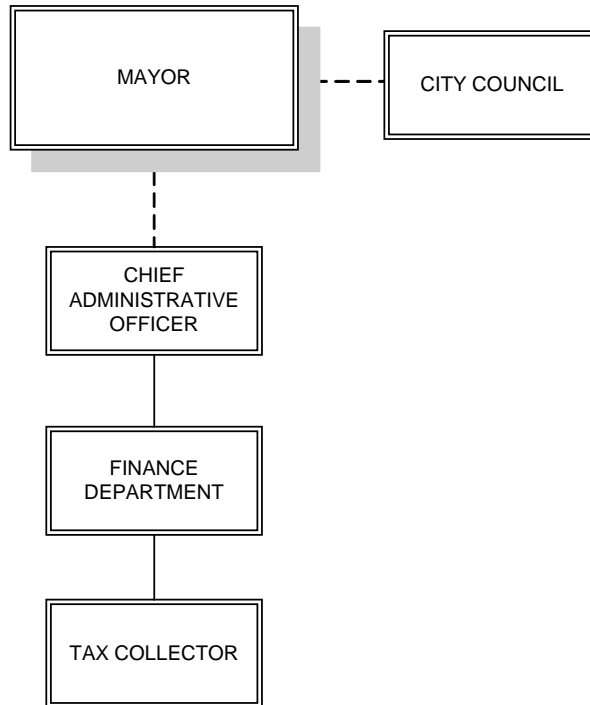 MAYOR
CITY COUNCIL
CHIEF
ADMINISTRATIVE
OFFICER
FINANCE
DEPARTMENT
TAX COLLECTOR